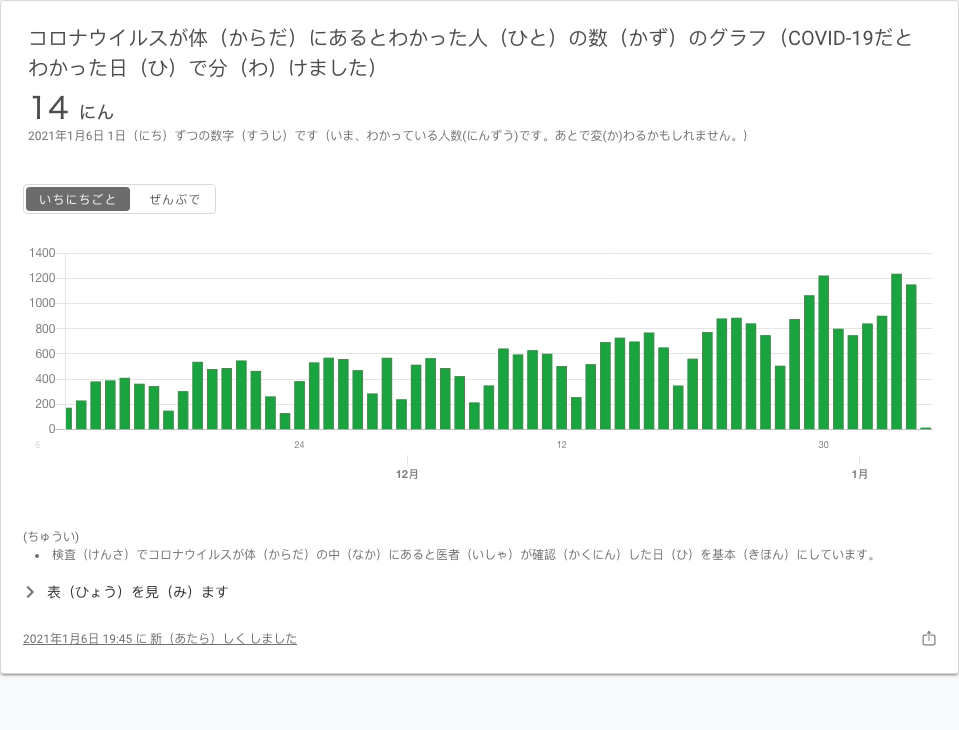 コロナウイルスが体（からだ）にあるとわかった人（ひと）の数（かず）のグラフ（COVID-19だと
わかった日（ひ）で分（わ）けました）
14 にん
2021年1月6日 1日（にち）ずつの数字（すうじ）です（いま、わかっている人数(にんずう)です。あとで変(か)わるかもしれません。）
いちにちごと ぜんぶで
1400
1200
1000
800
600
400
200
0
6 24 12 30
12月 1月
(ちゅうい)
• 検査（けんさ）でコロナウイルスが体（からだ）の中（なか）にあると医者（いしゃ）が確認（かくにん）した日（ひ）を基本（きほん）にしています。
表（ひょう）を見（み）ます
2021年1月6日 19:45 に 新（あたら）しく しました